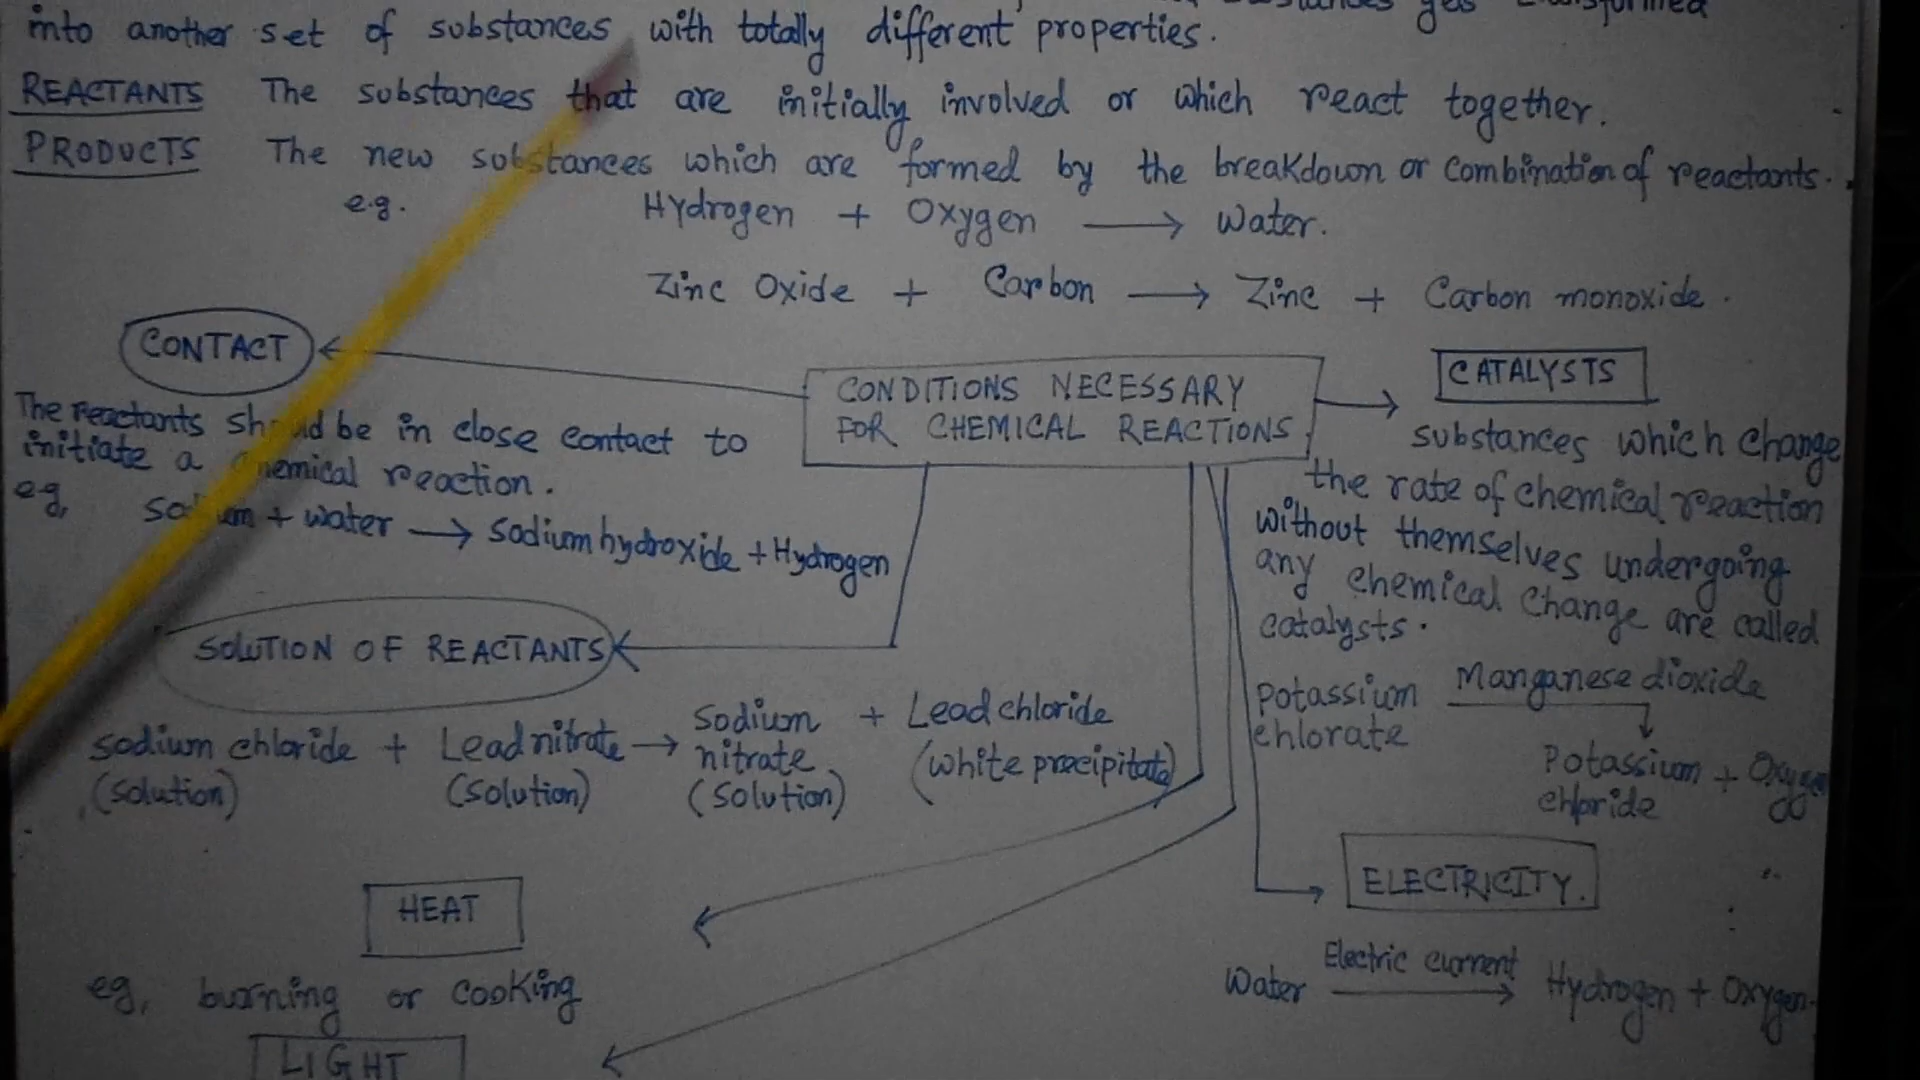 into another set of substances with totally different properties.
REACTANTS The substances that are initially involved or which react together.
PRODUCTS The new substances which are formed by the breakdown or combination of reactants.
e.g. Hydrogen + Oxygen → Water.
Zinc Oxide + Carbon → Zinc + Carbon monoxide.
CONTACT
The reactants should be in close contact to
initiate a chemical reaction.
eg, sodium + water → sodium hydroxide + Hydrogen
CONDITIONS NECESSARY
FOR CHEMICAL REACTIONS
CATALYSTS
substances which change
the rate of chemical reaction
without themselves undergoing
any chemical change are called
catalysts.
potassium Manganese dioxide
chlorate
Potassium + Oxygen
chloride
SOLUTION OF REACTANTS
sodium chloride + Lead nitrate → sodium nitrate + Lead chloride
(solution) (solution) (solution) (white precipitate)
HEAT
eg, burning or cooking
ELECTRICITY.
Water Electric current → Hydrogen + Oxygen.
LIGHT